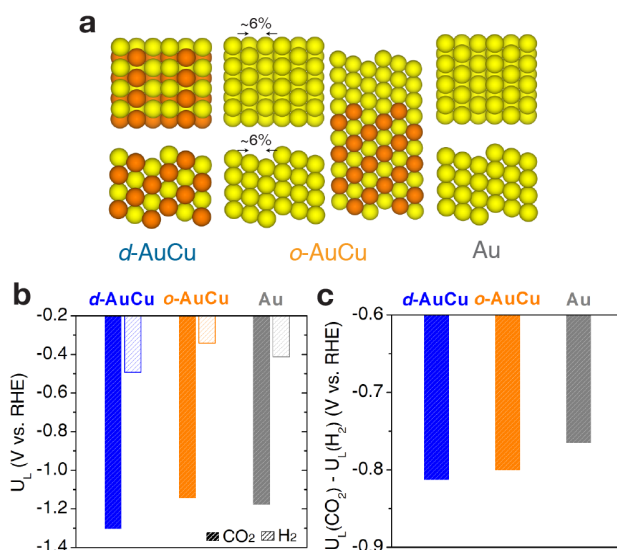 a
~6%
~6%
d-AuCu
o-AuCu
Au
b
d-AuCu
o-AuCu
Au
U_L (V vs. RHE)
-0.2
-0.4
-0.6
-0.8
-1.0
-1.2
-1.4
CO₂
H₂
c
d-AuCu
o-AuCu
Au
U_L(CO₂) - U_L(H₂) (V vs. RHE)
-0.6
-0.7
-0.8
-0.9